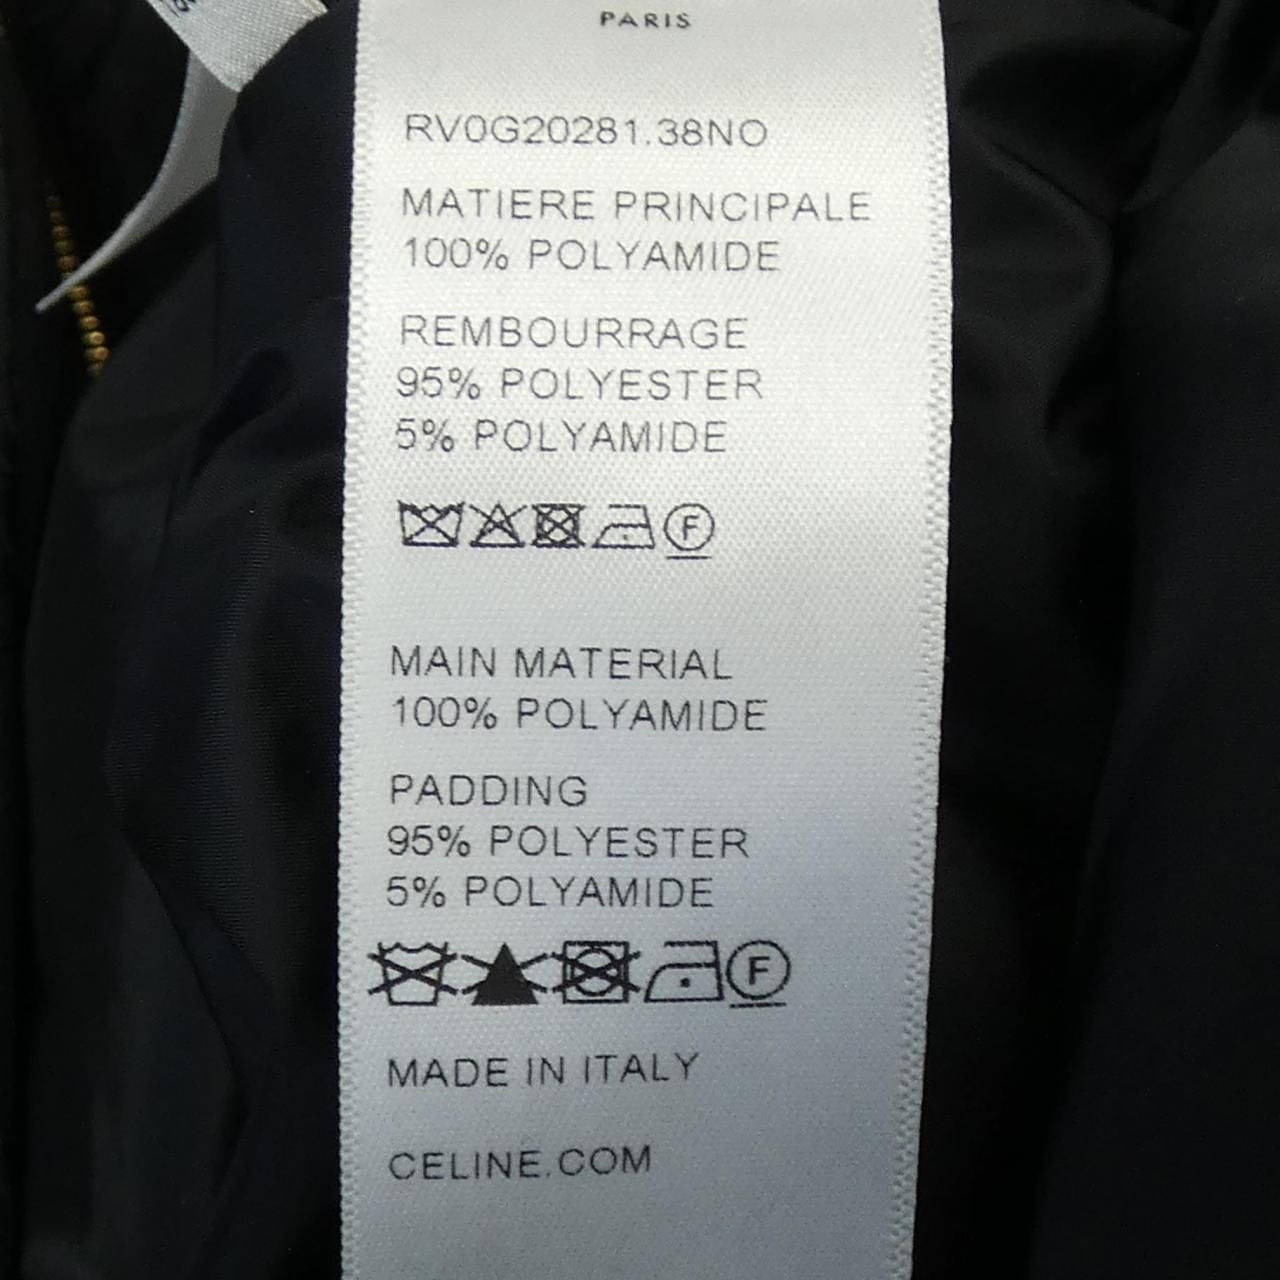 PARIS
RV0G20281.38NO
MATIERE PRINCIPALE
100% POLYAMIDE
REMBOURRAGE
95% POLYESTER
5% POLYAMIDE
F
MAIN MATERIAL
100% POLYAMIDE
PADDING
95% POLYESTER
5% POLYAMIDE
F
MADE IN ITALY
CELINE.COM